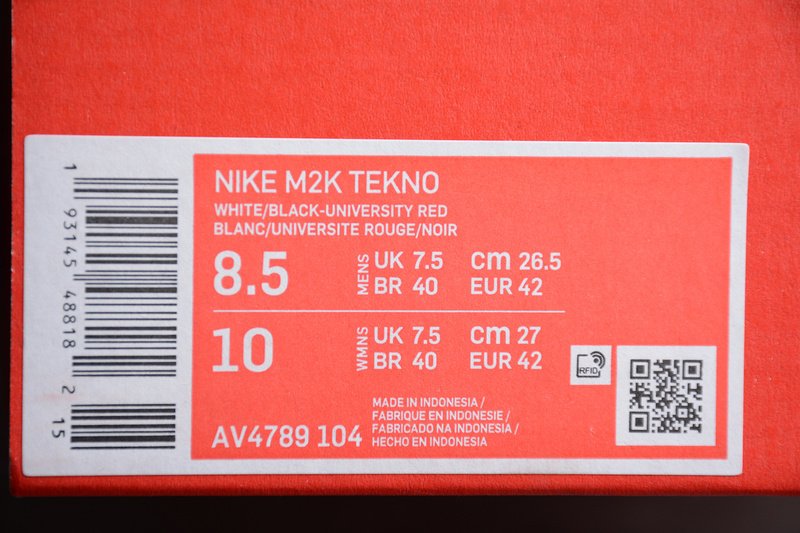 NIKE M2K TEKNO
WHITE/BLACK-UNIVERSITY RED
BLANC/UNIVERSITE ROUGE/NOIR
8.5 MENS UK 7.5 cm 26.5
BR 40 EUR 42
10 WMNS UK 7.5 cm 27
BR 40 EUR 42
RFID
AV4789 104
MADE IN INDONESIA /
FABRIQUE EN INDONESIE /
FABRICADO NA INDONESIA /
HECHO EN INDONESIA
1 93145 48818 2 15